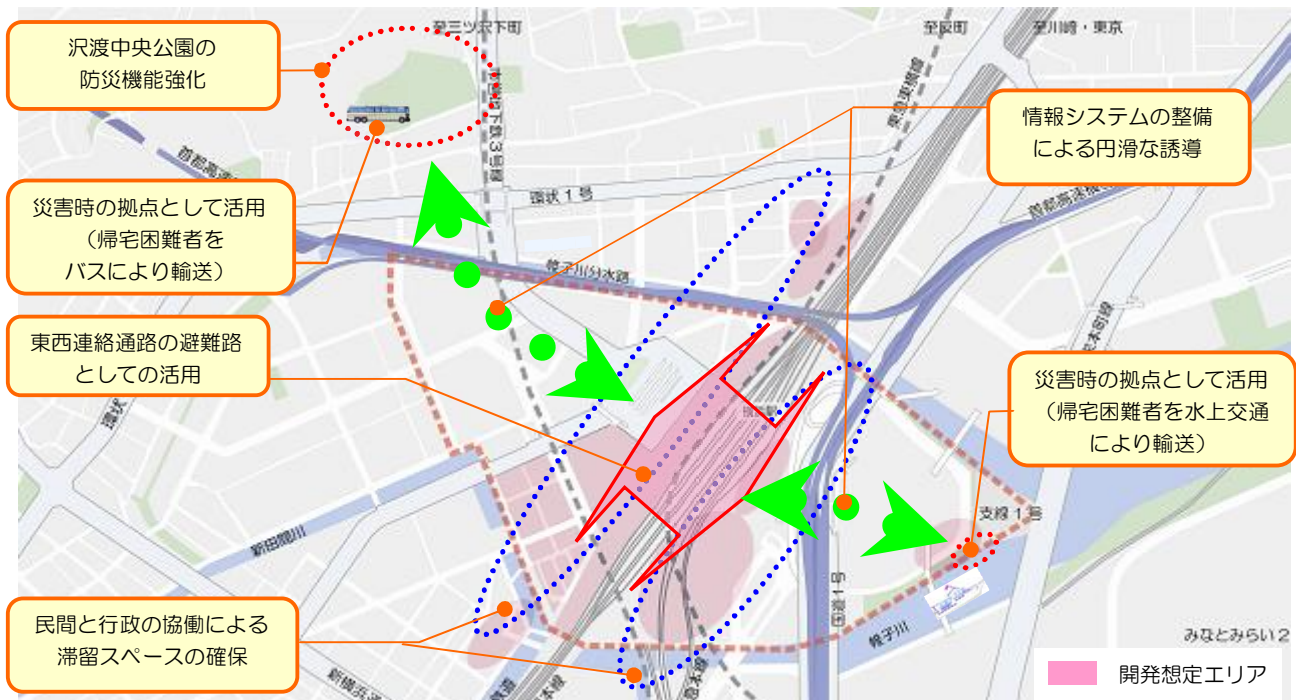 沢渡中央公園の
防災機能強化
災害時の拠点として活用
（帰宅困難者を
バスにより輸送）
東西連絡通路の避難路
としての活用
民間と行政の協働による
滞留スペースの確保
情報システムの整備
による円滑な誘導
災害時の拠点として活用
（帰宅困難者を水上交通
により輸送）
至三ツ沢下町
至反町
至川崎・東京
東急東横線
環状１号
帷子川分水路
首都高速
新田間川
国道１号
支線１号
帷子川
みなとみらい２
開発想定エリア